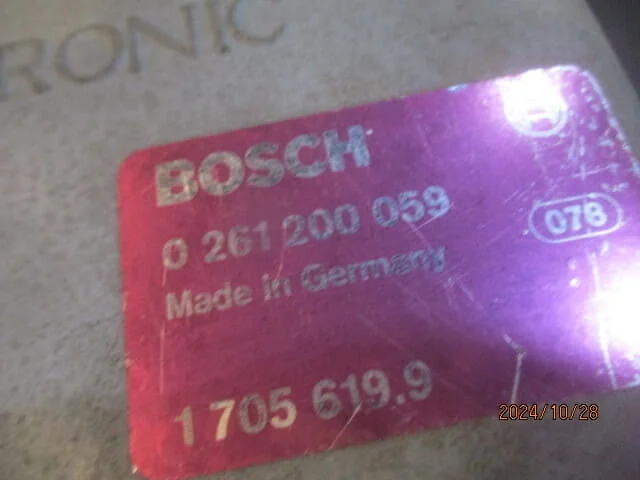 RONIC
BOSCH
0 261 200 059
078
Made in Germany
1 705 619.9
2024/10/28